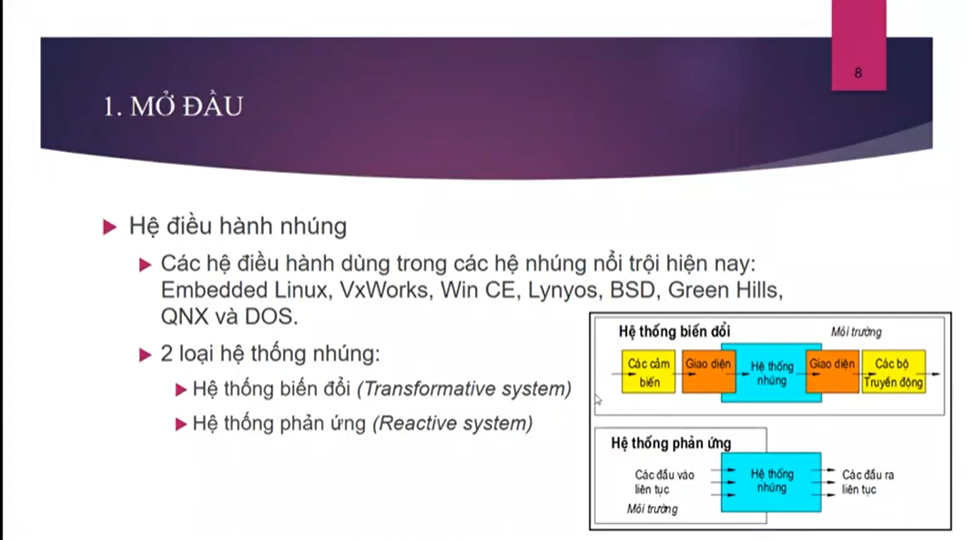 8
1. MỞ ĐẦU
Hệ điều hành nhúng
Các hệ điều hành dùng trong các hệ nhúng nổi trội hiện nay:
Embedded Linux, VxWorks, Win CE, Lynyos, BSD, Green Hills,
QNX và DOS.
2 loại hệ thống nhúng:
Hệ thống biến đổi (Transformative system)
Hệ thống phản ứng (Reactive system)
Hệ thống biến đổi
Môi trường
Các cảm
biến
Giao diện
Hệ thống
nhúng
Giao diện
Các bộ
Truyền động
Hệ thống phản ứng
Các đầu vào
liên tục
Môi trường
Hệ thống
nhúng
Các đầu ra
liên tục